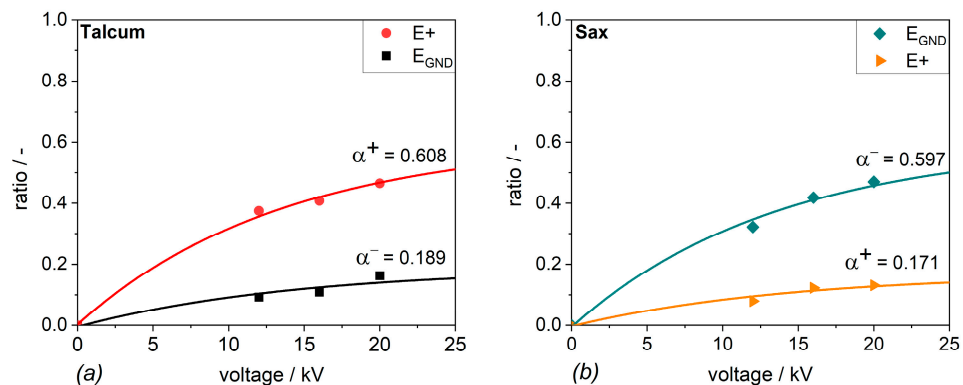 Talcum
E+
E_GND
α⁺ = 0.608
α⁻ = 0.189
1.0
0.8
0.6
0.4
0.2
0.0
ratio / -
0 5 10 15 20 25
voltage / kV
(a)
Sax
E_GND
E+
α⁻ = 0.597
α⁺ = 0.171
1.0
0.8
0.6
0.4
0.2
0.0
ratio / -
0 5 10 15 20 25
voltage / kV
(b)